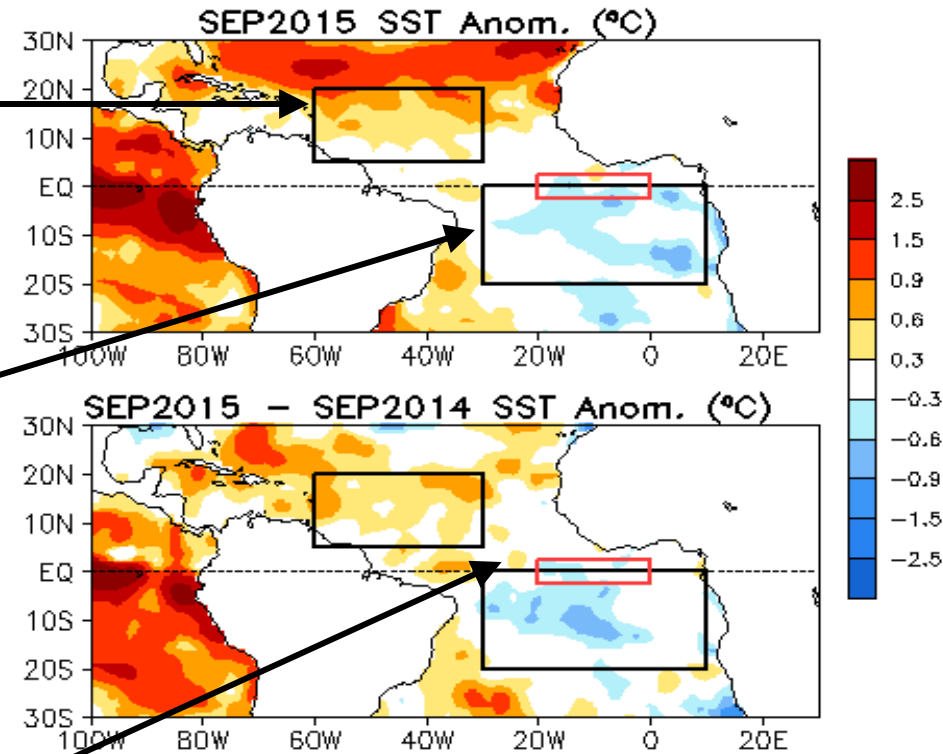 SEP2015 SST Anom. (°C)
30N
20N
10N
EQ
10S
20S
30S
100W 80W 60W 40W 20W 0 20E
SEP2015 – SEP2014 SST Anom. (°C)
30N
20N
10N
EQ
10S
20S
30S
100W 80W 60W 40W 20W 0 20E
2.5
1.5
0.9
0.6
0.3
−0.3
−0.6
−0.9
−1.5
−2.5